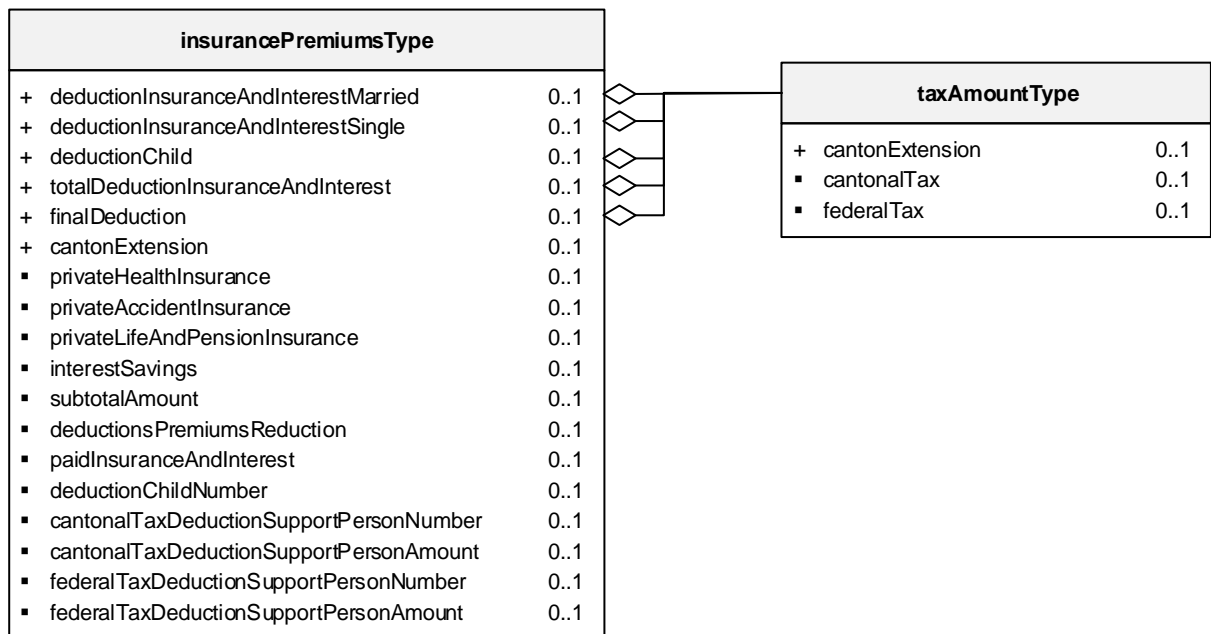 insurancePremiumsType
+ deductionInsuranceAndInterestMarried 0..1
+ deductionInsuranceAndInterestSingle 0..1
+ deductionChild 0..1
+ totalDeductionInsuranceAndInterest 0..1
+ finalDeduction 0..1
+ cantonExtension 0..1
▪ privateHealthInsurance 0..1
▪ privateAccidentInsurance 0..1
▪ privateLifeAndPensionInsurance 0..1
▪ interestSavings 0..1
▪ subtotalAmount 0..1
▪ deductionsPremiumsReduction 0..1
▪ paidInsuranceAndInterest 0..1
▪ deductionChildNumber 0..1
▪ cantonalTaxDeductionSupportPersonNumber 0..1
▪ cantonalTaxDeductionSupportPersonAmount 0..1
▪ federalTaxDeductionSupportPersonNumber 0..1
▪ federalTaxDeductionSupportPersonAmount 0..1
taxAmountType
+ cantonExtension 0..1
▪ cantonalTax 0..1
▪ federalTax 0..1